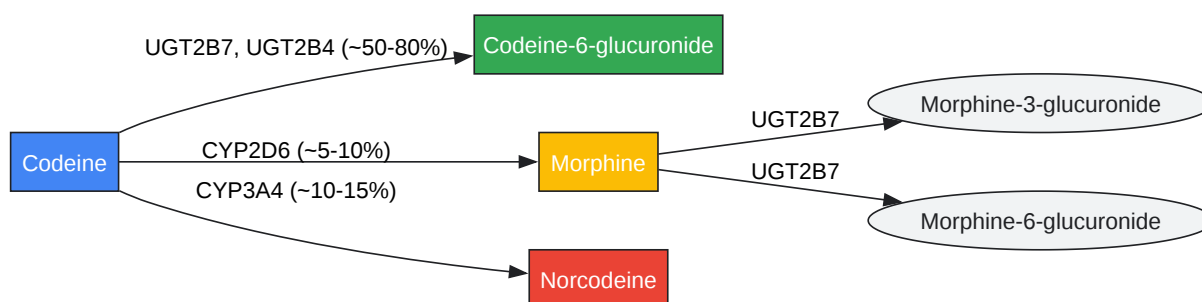 UGT2B7, UGT2B4 (~50-80%)
Codeine-6-glucuronide
Codeine
CYP2D6 (~5-10%)
Morphine
UGT2B7
Morphine-3-glucuronide
UGT2B7
Morphine-6-glucuronide
CYP3A4 (~10-15%)
Norcodeine